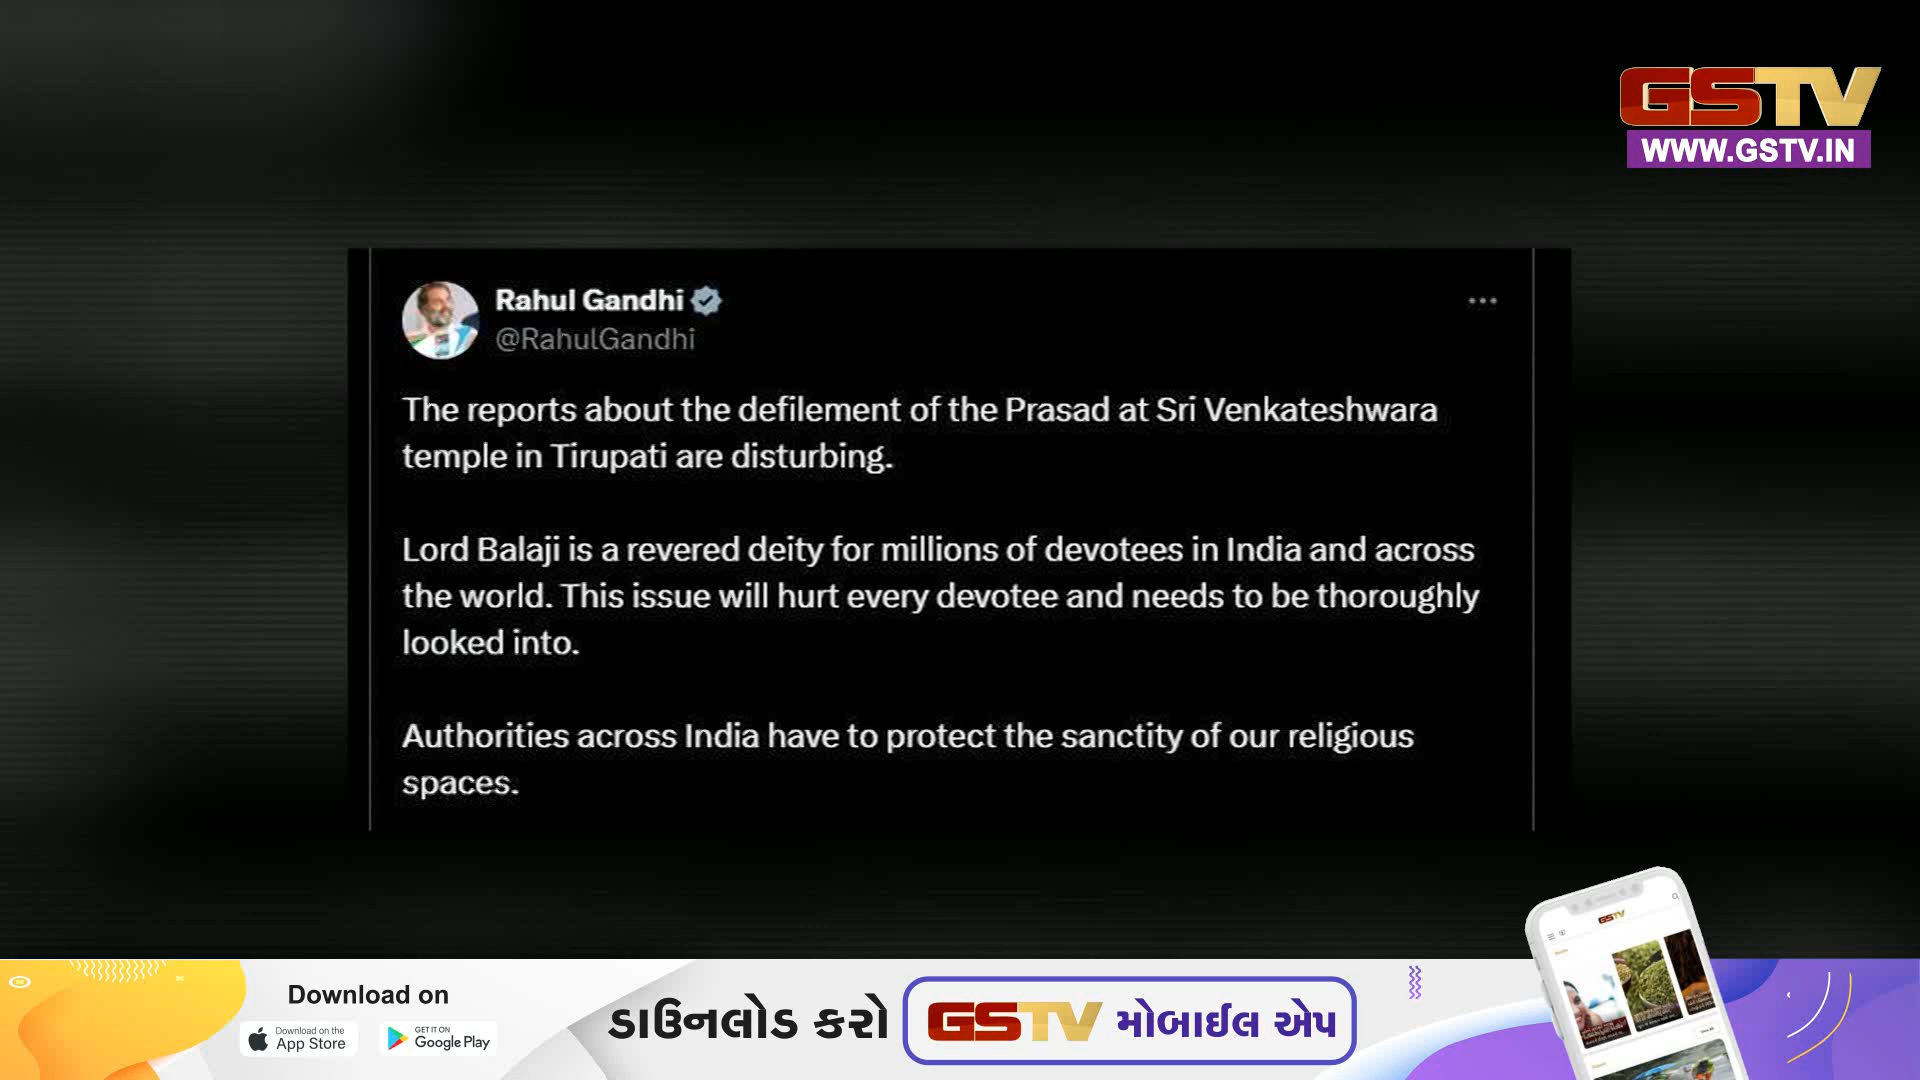 GSTV
WWW.GSTV.IN
Rahul Gandhi
@RahulGandhi
The reports about the defilement of the Prasad at Sri Venkateshwara
temple in Tirupati are disturbing.
Lord Balaji is a revered deity for millions of devotees in India and across
the world. This issue will hurt every devotee and needs to be thoroughly
looked into.
Authorities across India have to protect the sanctity of our religious
spaces.
Download on
Download on the
App Store
GET IT ON
Google Play
ડાઉનલોડ કરો GSTV મોબાઈલ એપ
GSTV